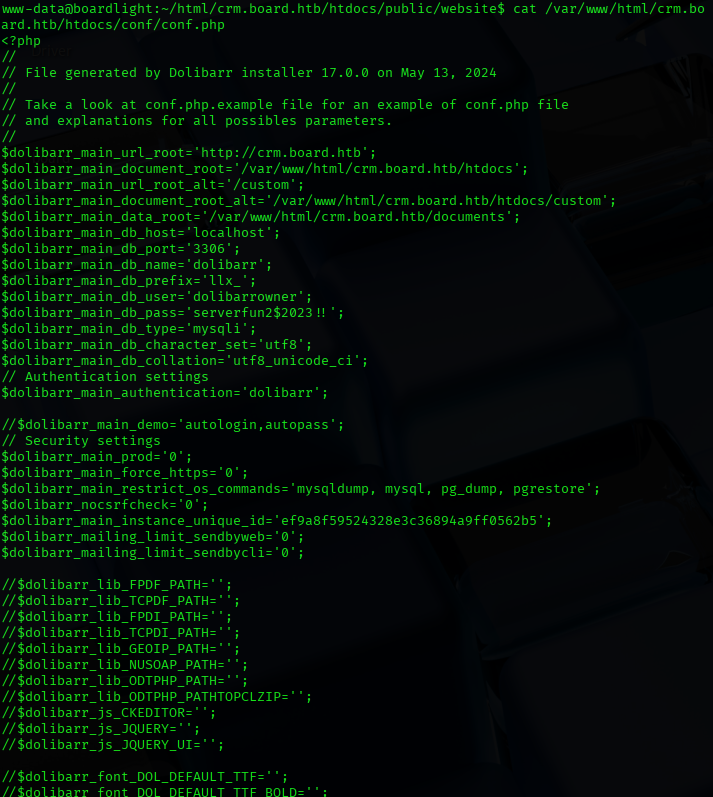 www-data@boardlight:~/html/crm.board.htb/htdocs/public/website$ cat /var/www/html/crm.bo
ard.htb/htdocs/conf/conf.php
<?php
//
// File generated by Dolibarr installer 17.0.0 on May 13, 2024
//
// Take a look at conf.php.example file for an example of conf.php file
// and explanations for all possibles parameters.
//
$dolibarr_main_url_root='http://crm.board.htb';
$dolibarr_main_document_root='/var/www/html/crm.board.htb/htdocs';
$dolibarr_main_url_root_alt='/custom';
$dolibarr_main_document_root_alt='/var/www/html/crm.board.htb/htdocs/custom';
$dolibarr_main_data_root='/var/www/html/crm.board.htb/documents';
$dolibarr_main_db_host='localhost';
$dolibarr_main_db_port='3306';
$dolibarr_main_db_name='dolibarr';
$dolibarr_main_db_prefix='llx_';
$dolibarr_main_db_user='dolibarrowner';
$dolibarr_main_db_pass='serverfun2$2023!!';
$dolibarr_main_db_type='mysqli';
$dolibarr_main_db_character_set='utf8';
$dolibarr_main_db_collation='utf8_unicode_ci';
// Authentication settings
$dolibarr_main_authentication='dolibarr';

//$dolibarr_main_demo='autologin,autopass';
// Security settings
$dolibarr_main_prod='0';
$dolibarr_main_force_https='0';
$dolibarr_main_restrict_os_commands='mysqldump, mysql, pg_dump, pgrestore';
$dolibarr_nocsrfcheck='0';
$dolibarr_main_instance_unique_id='ef9a8f59524328e3c36894a9ff0562b5';
$dolibarr_mailing_limit_sendbyweb='0';
$dolibarr_mailing_limit_sendbycli='0';

//$dolibarr_lib_FPDF_PATH='';
//$dolibarr_lib_TCPDF_PATH='';
//$dolibarr_lib_FPDI_PATH='';
//$dolibarr_lib_TCPDI_PATH='';
//$dolibarr_lib_GEOIP_PATH='';
//$dolibarr_lib_NUSOAP_PATH='';
//$dolibarr_lib_ODTPHP_PATH='';
//$dolibarr_lib_ODTPHP_PATHTOPCLZIP='';
//$dolibarr_js_CKEDITOR='';
//$dolibarr_js_JQUERY='';
//$dolibarr_js_JQUERY_UI='';

//$dolibarr_font_DOL_DEFAULT_TTF='';
//$dolibarr_font_DOL_DEFAULT_TTF_BOLD='';